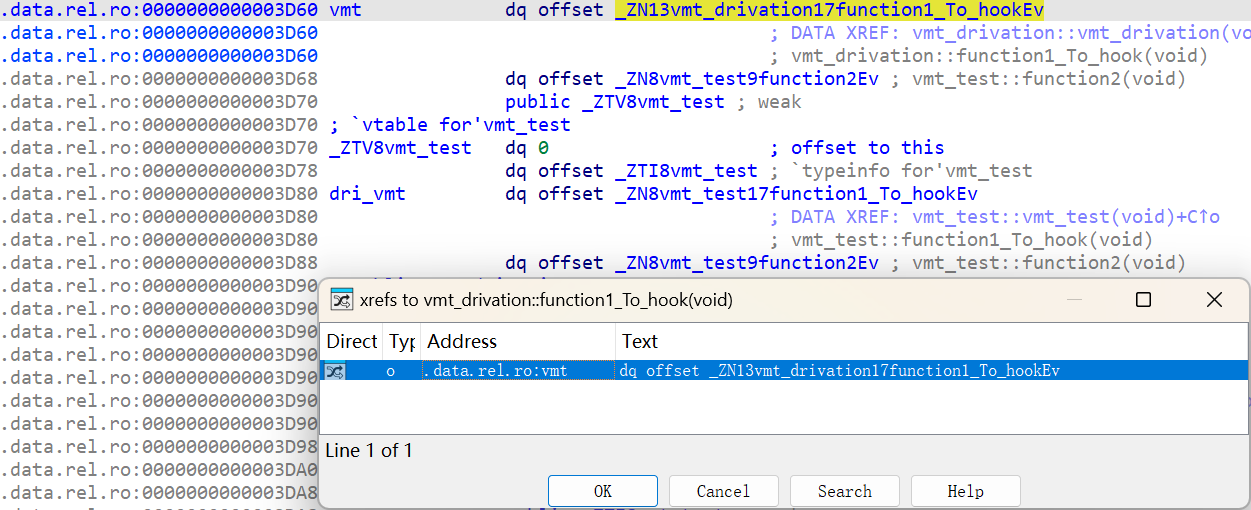 .data.rel.ro:0000000000003D60 vmt dq offset _ZN13vmt_drivation17function1_To_hookEv
.data.rel.ro:0000000000003D60 ; DATA XREF: vmt_drivation::vmt_drivation(vo
.data.rel.ro:0000000000003D60 ; vmt_drivation::function1_To_hook(void)
.data.rel.ro:0000000000003D68 dq offset _ZN8vmt_test9function2Ev ; vmt_test::function2(void)
.data.rel.ro:0000000000003D70 public _ZTV8vmt_test ; weak
.data.rel.ro:0000000000003D70 ; `vtable for'vmt_test
.data.rel.ro:0000000000003D70 _ZTV8vmt_test dq 0 ; offset to this
.data.rel.ro:0000000000003D78 dq offset _ZTI8vmt_test ; `typeinfo for'vmt_test
.data.rel.ro:0000000000003D80 dri_vmt dq offset _ZN8vmt_test17function1_To_hookEv
.data.rel.ro:0000000000003D80 ; DATA XREF: vmt_test::vmt_test(void)+C↑o
.data.rel.ro:0000000000003D80 ; vmt_test::function1_To_hook(void)
.data.rel.ro:0000000000003D88 dq offset _ZN8vmt_test9function2Ev ; vmt_test::function2(void)
.data.rel.ro:0000000000003D90
.data.rel.ro:0000000000003D90
.data.rel.ro:0000000000003D90
.data.rel.ro:0000000000003D90
.data.rel.ro:0000000000003D90
.data.rel.ro:0000000000003D90
.data.rel.ro:0000000000003D90
.data.rel.ro:0000000000003D98
.data.rel.ro:0000000000003DA0
.data.rel.ro:0000000000003DA8
xrefs to vmt_drivation::function1_To_hook(void)
Direct Typ Address Text
o .data.rel.ro:vmt dq offset _ZN13vmt_drivation17function1_To_hookEv
Line 1 of 1
OK Cancel Search Help